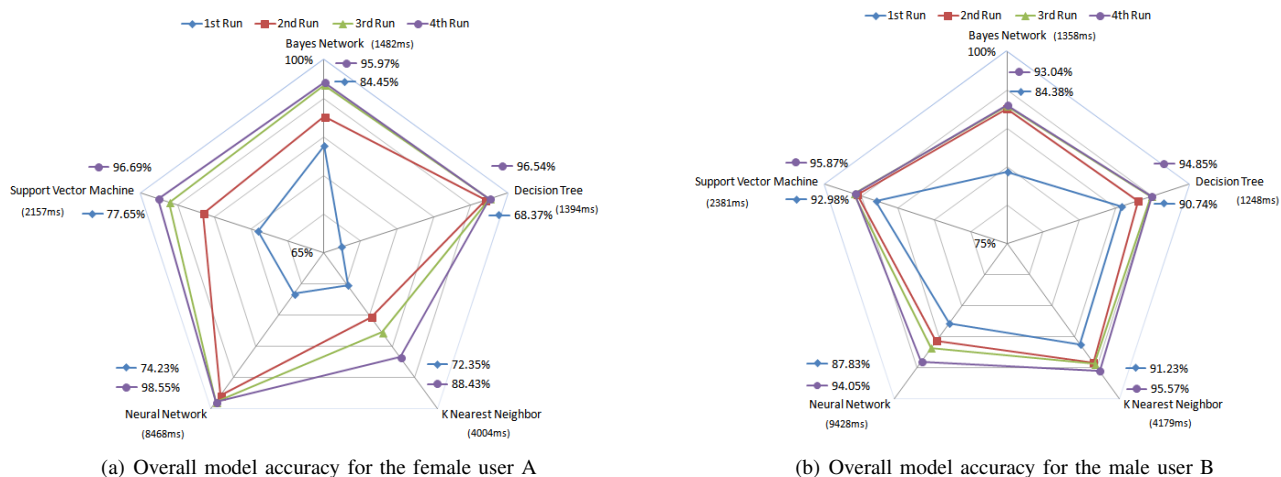 1st Run 2nd Run 3rd Run 4th Run
Bayes Network (1482ms)
100%
95.97%
84.45%
96.69%
Support Vector Machine
(2157ms)
77.65%
96.54%
Decision Tree
(1394ms)
68.37%
65%
74.23%
98.55%
Neural Network
(8468ms)
72.35%
88.43%
K Nearest Neighbor
(4004ms)
(a) Overall model accuracy for the female user A
1st Run 2nd Run 3rd Run 4th Run
Bayes Network (1358ms)
100%
93.04%
84.38%
95.87%
Support Vector Machine
(2381ms)
92.98%
94.85%
Decision Tree
(1248ms)
90.74%
75%
87.83%
94.05%
Neural Network
(9428ms)
91.23%
95.57%
K Nearest Neighbor
(4179ms)
(b) Overall model accuracy for the male user B